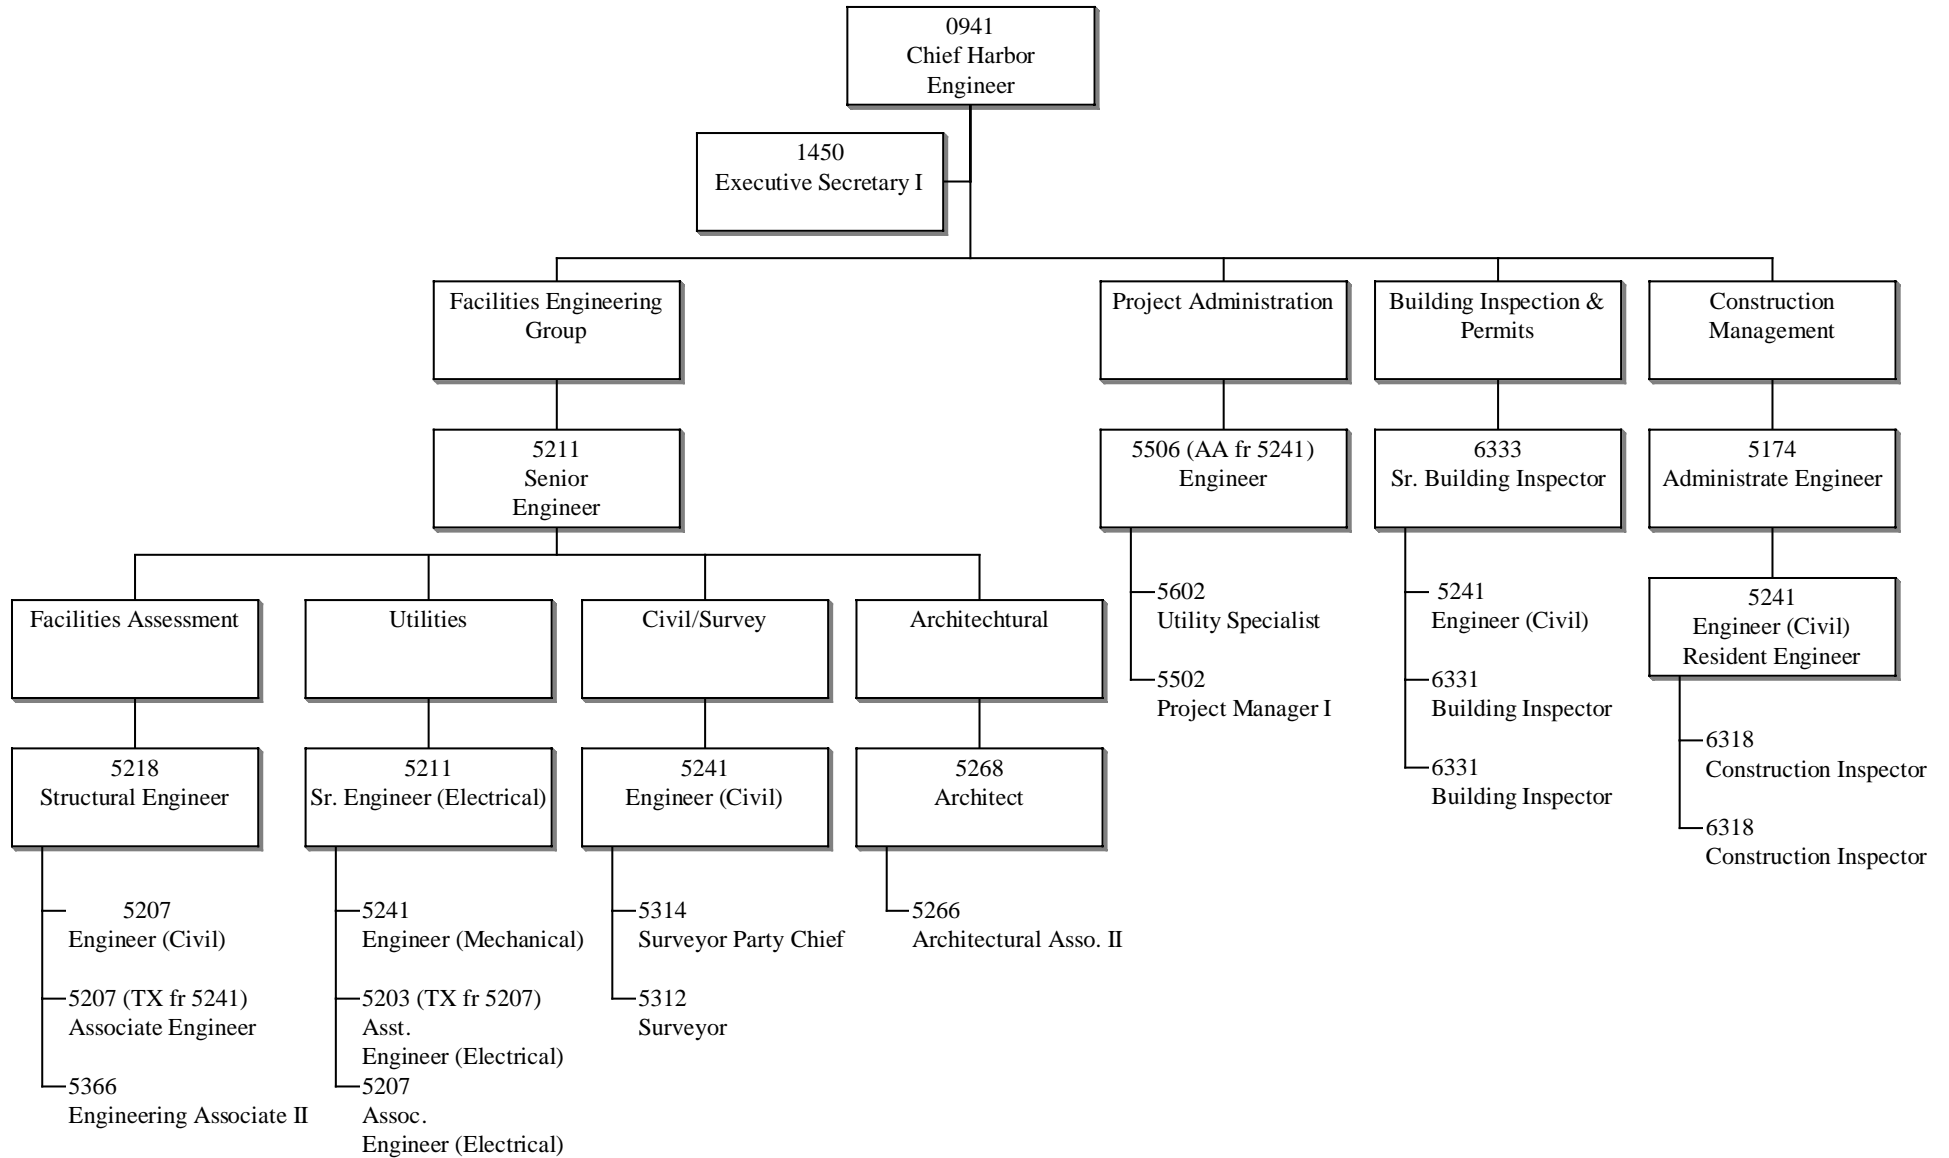 0941
Chief Harbor
Engineer
1450
Executive Secretary I
Facilities Engineering
Group
Project Administration
Building Inspection &
Permits
Construction
Management
5211
Senior
Engineer
5506 (AA fr 5241)
Engineer
6333
Sr. Building Inspector
5174
Administrate Engineer
5602
Utility Specialist
5502
Project Manager I
5241
Engineer (Civil)
6331
Building Inspector
6331
Building Inspector
5241
Engineer (Civil)
Resident Engineer
6318
Construction Inspector
6318
Construction Inspector
Facilities Assessment
Utilities
Civil/Survey
Architechtural
5218
Structural Engineer
5211
Sr. Engineer (Electrical)
5241
Engineer (Civil)
5268
Architect
5207
Engineer (Civil)
5207 (TX fr 5241)
Associate Engineer
5366
Engineering Associate II
5241
Engineer (Mechanical)
5203 (TX fr 5207)
Asst.
Engineer (Electrical)
5207
Assoc.
Engineer (Electrical)
5314
Surveyor Party Chief
5312
Surveyor
5266
Architectural Asso. II